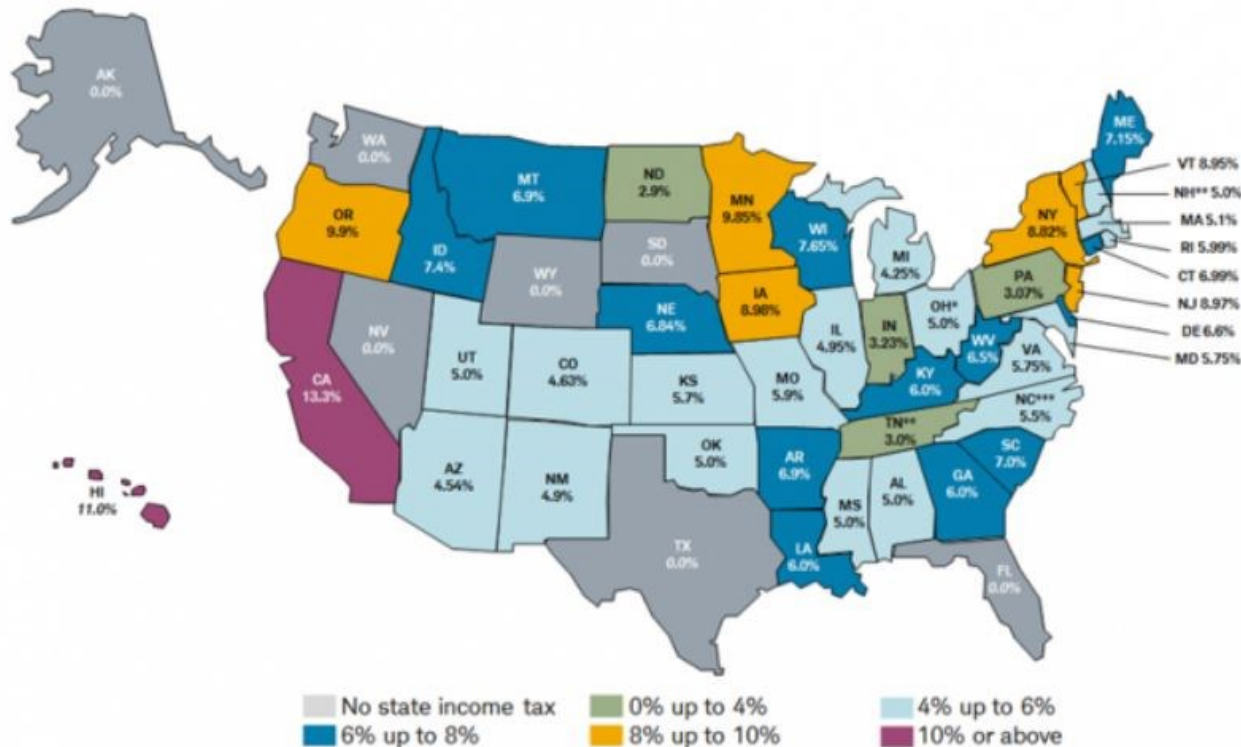 AK
0.0%
WA
0.0%
OR
9.9%
CA
13.3%
HI
11.0%
NV
0.0%
ID
7.4%
MT
6.9%
WY
0.0%
UT
5.0%
CO
4.63%
AZ
4.54%
NM
4.9%
ND
2.9%
SD
0.0%
NE
6.84%
KS
5.7%
OK
5.0%
TX
0.0%
MN
9.85%
IA
8.98%
MO
5.9%
AR
6.9%
LA
6.0%
WI
7.65%
IL
4.95%
MI
4.25%
IN
3.23%
OH*
5.0%
KY
6.0%
TN**
3.0%
MS
5.0%
AL
5.0%
GA
6.0%
FL
0.0%
SC
7.0%
NC***
5.5%
VA
5.75%
WV
6.5%
PA
3.07%
NY
8.82%
ME
7.15%
VT 8.95%
NH** 5.0%
MA 5.1%
RI 5.99%
CT 6.99%
NJ 8.97%
DE 6.6%
MD 5.75%
No state income tax
0% up to 4%
4% up to 6%
6% up to 8%
8% up to 10%
10% or above